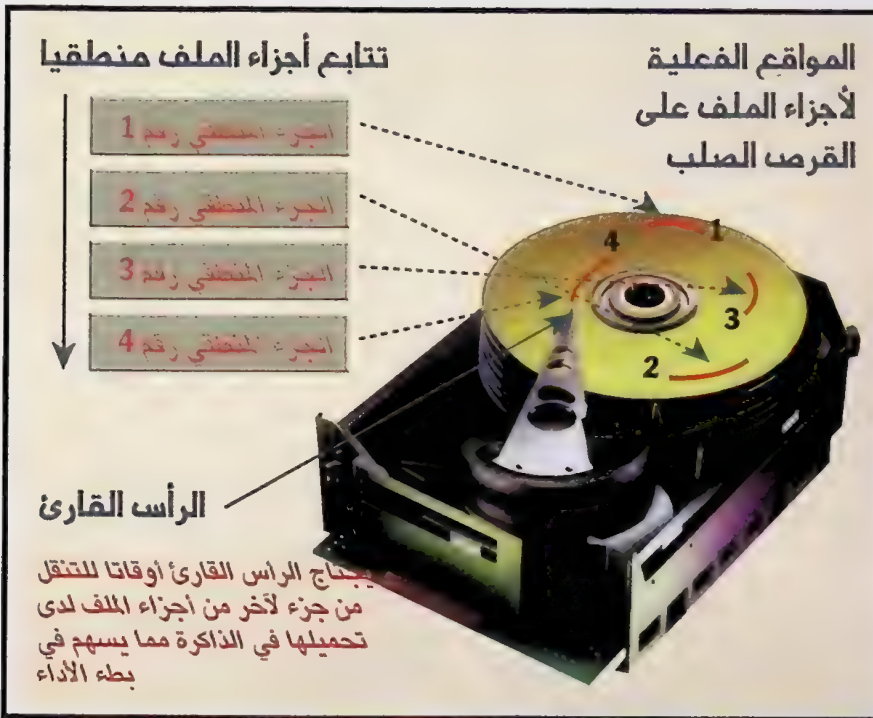 المواقع الفعلية
لأجزاء الملف على
القرص الصلب
تتابع أجزاء الملف منطقيا
الجزء المنطقي رقم 1
الجزء المنطقي رقم 2
الجزء المنطقي رقم 3
الجزء المنطقي رقم 4
1
4
3
2
الرأس القارئ
يحتاج الرأس القارئ أوقاتا للتنقل
من جزء لآخر من أجزاء الملف لدى
تحميلها في الذاكرة مما يسهم في
بطء الأداء